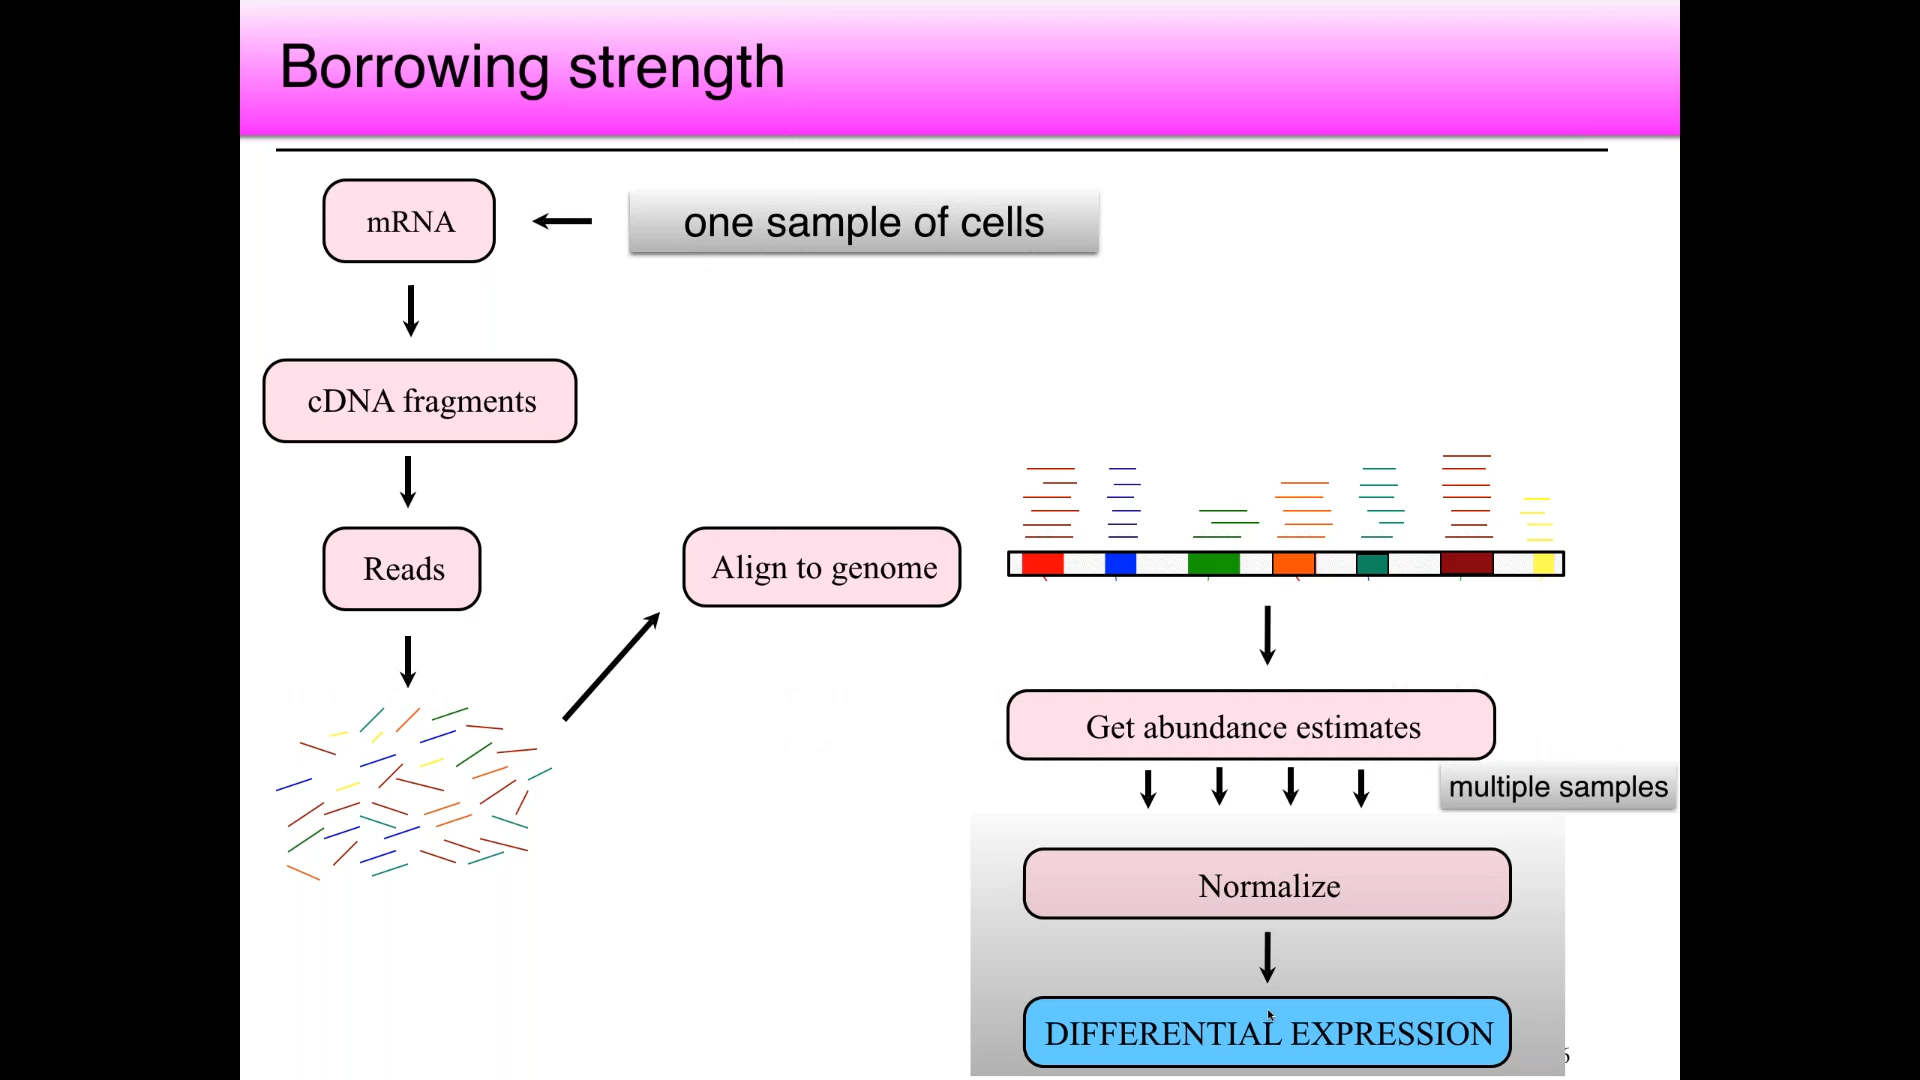 Borrowing strength
mRNA
one sample of cells
cDNA fragments
Reads
Align to genome
Get abundance estimates
multiple samples
Normalize
DIFFERENTIAL EXPRESSION